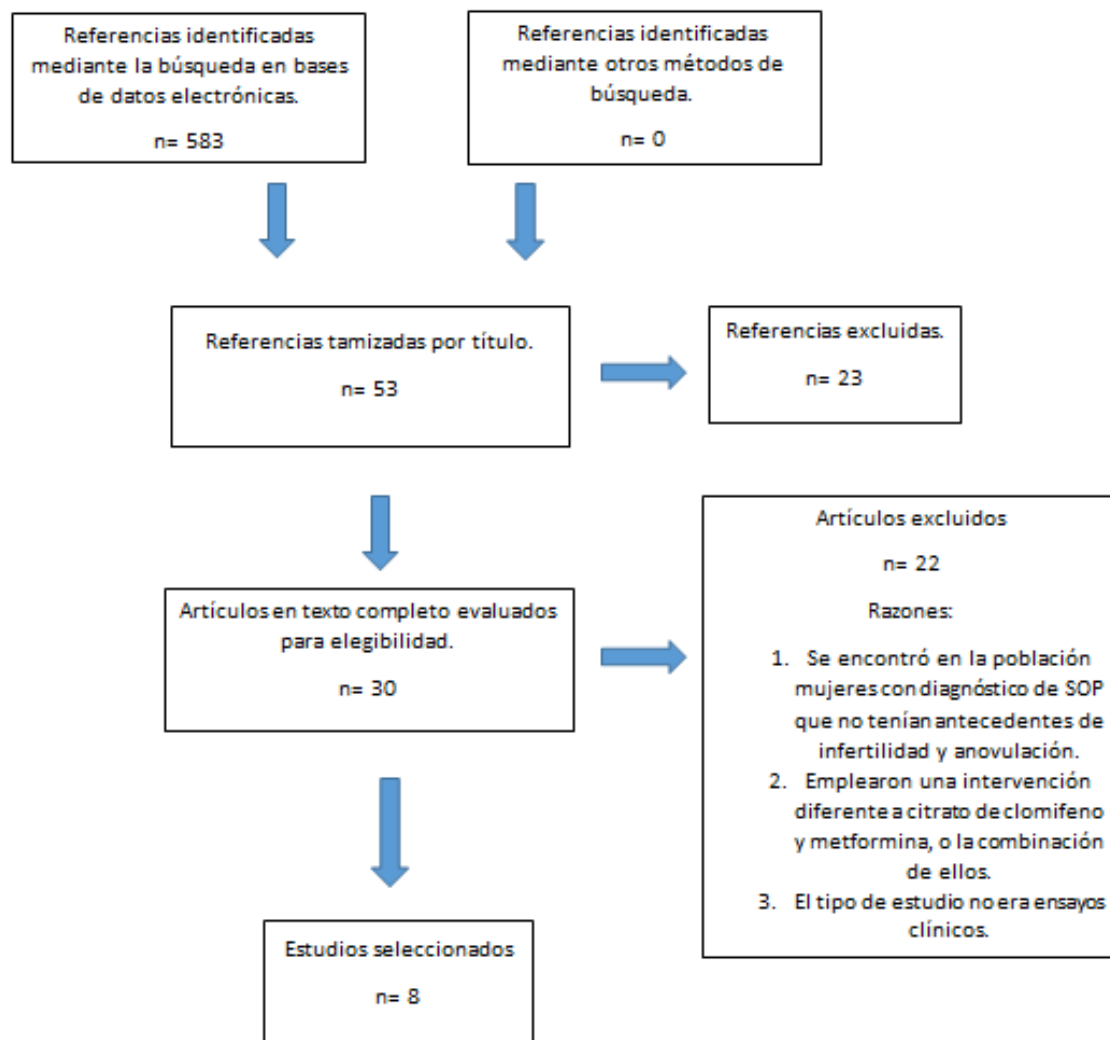 Referencias identificadas
mediante la búsqueda en bases
de datos electrónicas.
n= 583
Referencias identificadas
mediante otros métodos de
búsqueda.
n= 0
Referencias tamizadas por título.
n= 53
Referencias excluidas.
n= 23
Artículos en texto completo evaluados
para elegibilidad.
n= 30
Artículos excluidos
n= 22
Razones:
1. Se encontró en la población
mujeres con diagnóstico de SOP
que no tenían antecedentes de
infertilidad y anovulación.
2. Emplearon una intervención
diferente a citrato de clomifeno
y metformina, o la combinación
de ellos.
3. El tipo de estudio no era ensayos
clínicos.
Estudios seleccionados
n= 8